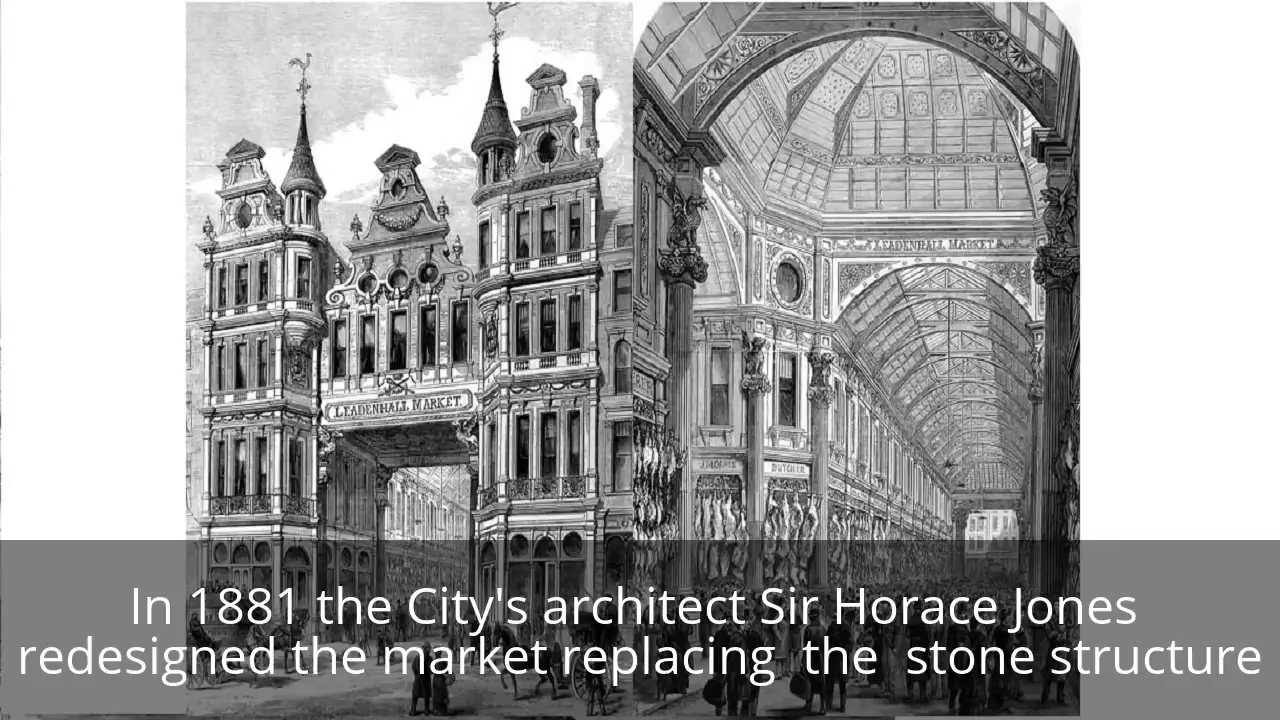 LEADENHALL MARKET
LEADENHALL MARKET
BUTCHER
In 1881 the City's architect Sir Horace Jones
redesigned the market replacing the stone structure